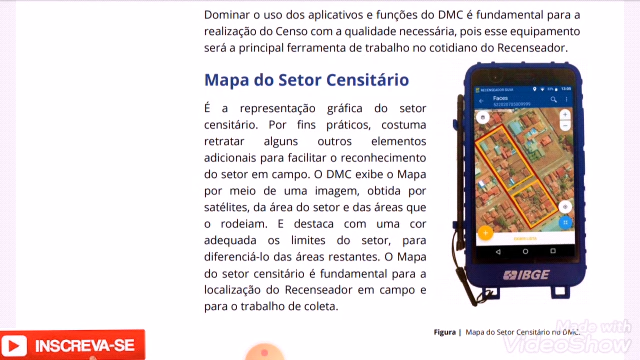 Dominar o uso dos aplicativos e funções do DMC é fundamental para a
realização do Censo com a qualidade necessária, pois esse equipamento
será a principal ferramenta de trabalho no cotidiano do Recenseador.
Mapa do Setor Censitário
É a representação gráfica do setor
censitário. Por fins práticos, costuma
retratar alguns outros elementos
adicionais para facilitar o reconhecimento
do setor em campo. O DMC exibe o Mapa
por meio de uma imagem, obtida por
satélites, da área do setor e das áreas que
o rodeiam. E destaca com uma cor
adequada os limites do setor, para
diferenciá-lo das áreas restantes. O Mapa
do setor censitário é fundamental para a
localização do Recenseador em campo e
para o trabalho de coleta.
Faces
IBGE
Figura | Mapa do Setor Censitário no DMC.
INSCREVA-SE
Made with
VideoShow